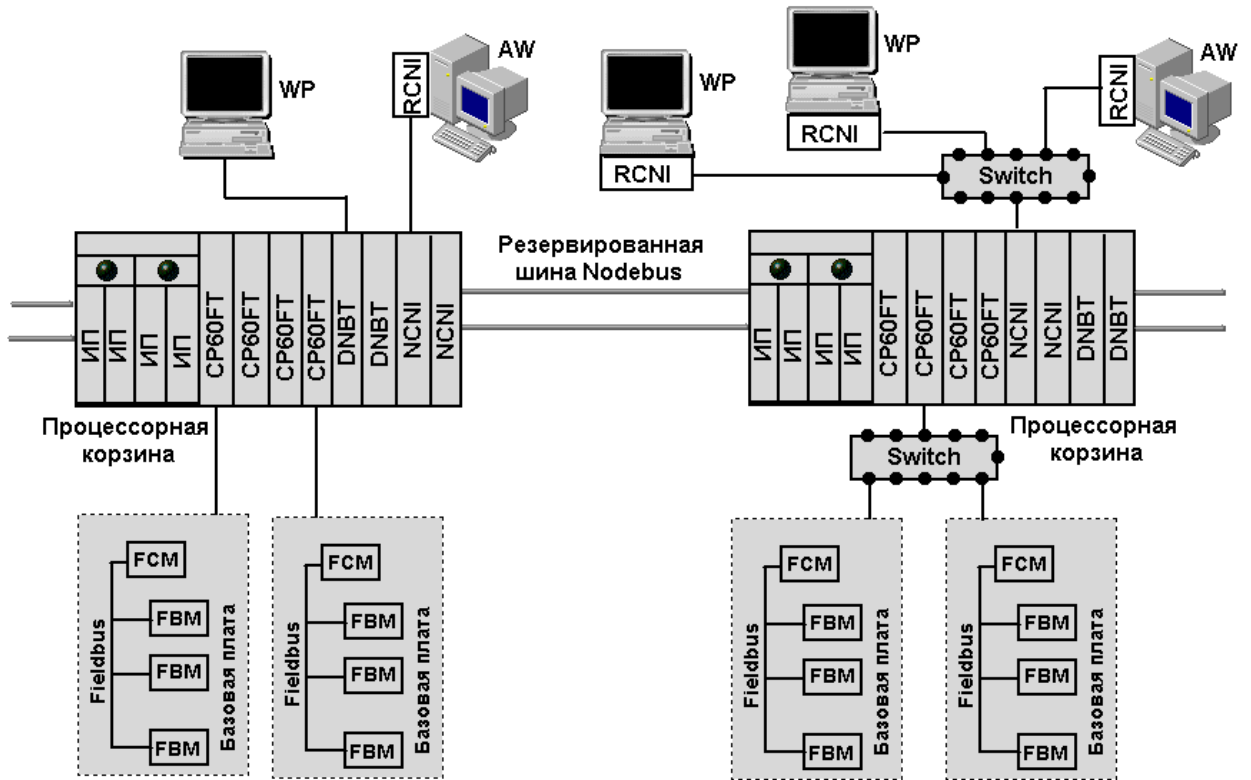 WP
RCNI
AW
WP
RCNI
WP
RCNI
RCNI
AW
Switch
Резервированная
шина Nodebus
ИП
ИП
ИП
ИП
CP60FT
CP60FT
CP60FT
CP60FT
DNBT
DNBT
NCNI
NCNI
ИП
ИП
ИП
ИП
CP60FT
CP60FT
CP60FT
CP60FT
NCNI
NCNI
DNBT
DNBT
Процессорная
корзина
Switch
Процессорная
корзина
Fieldbus
FCM
FBM
FBM
FBM
Базовая плата
Fieldbus
FCM
FBM
FBM
FBM
Базовая плата
Fieldbus
FCM
FBM
FBM
FBM
Базовая плата
Fieldbus
FCM
FBM
FBM
FBM
Базовая плата